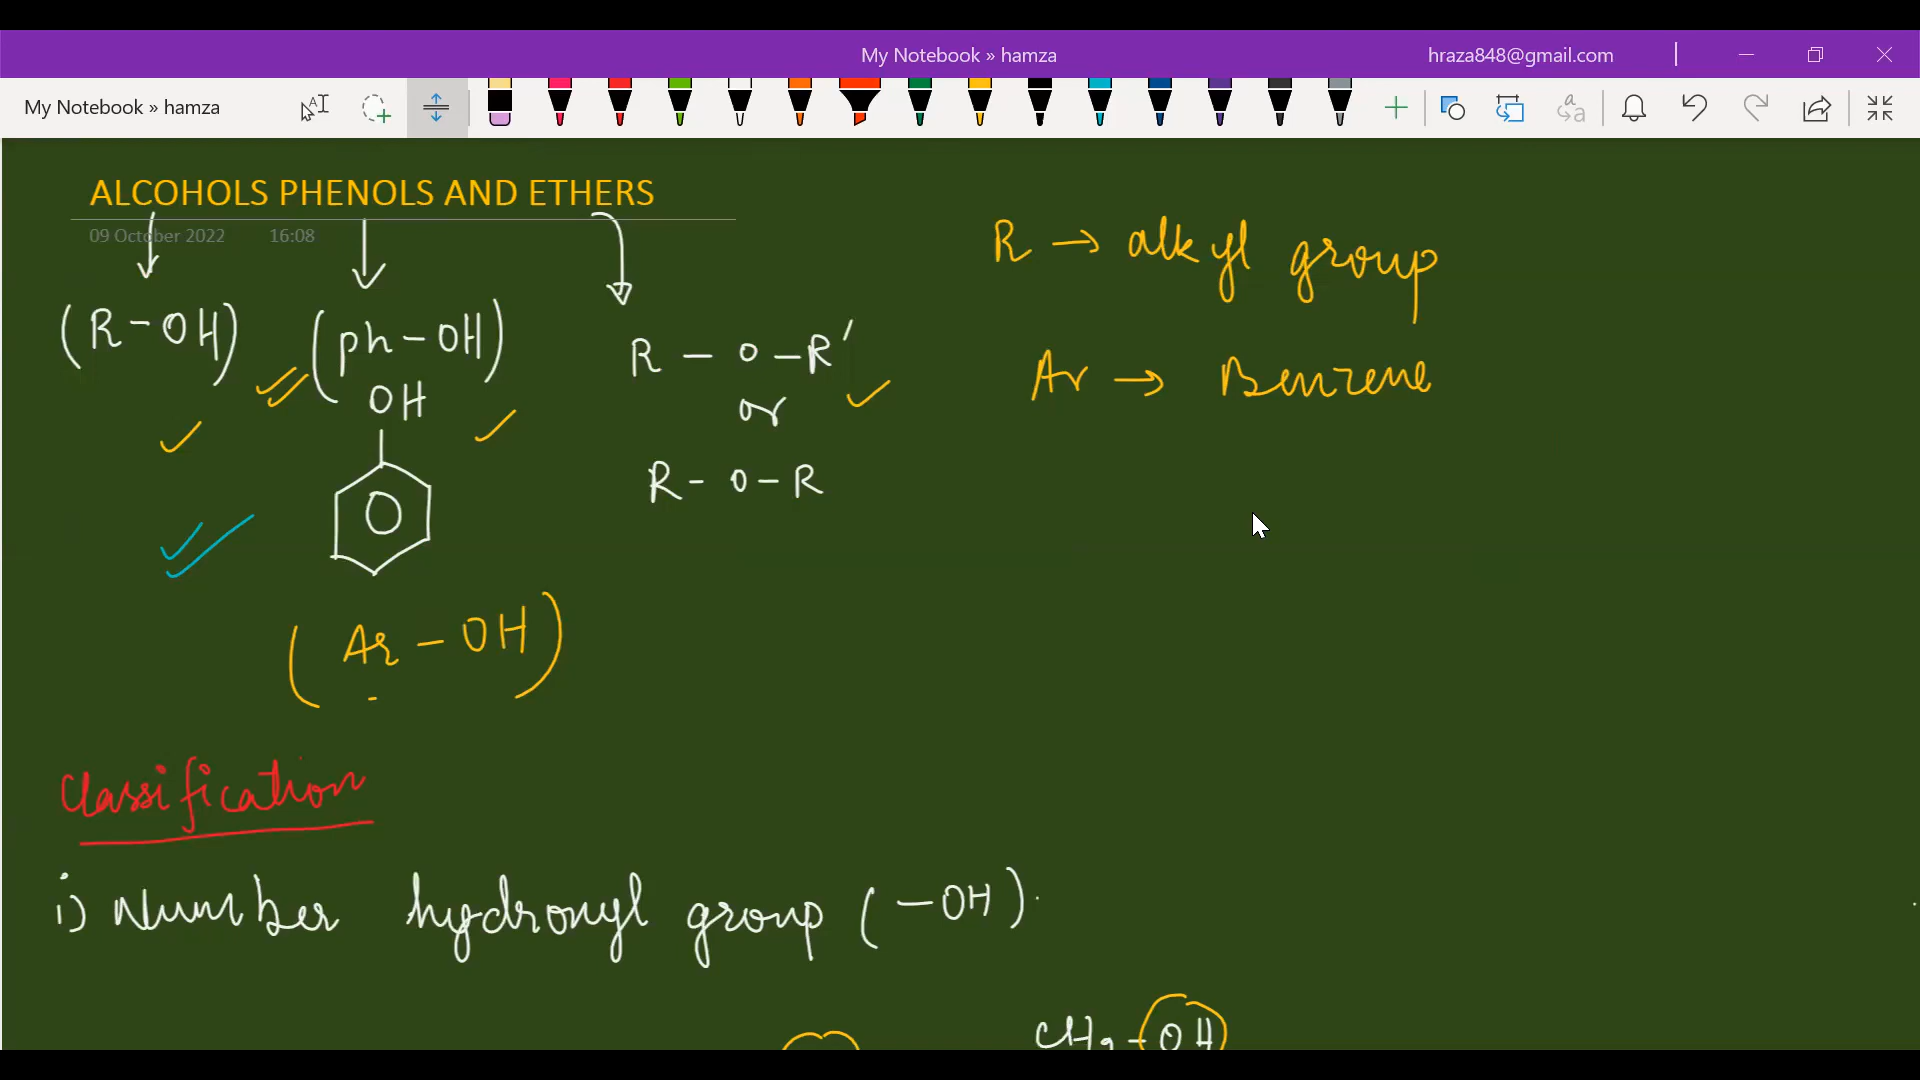 My Notebook » hamza
hraza848@gmail.com
My Notebook » hamza
ALCOHOLS PHENOLS AND ETHERS
09 October 2022 16:08
(R-OH)
(Ph-OH)
OH
R - O - R'
or
R - O - R
(Ar - OH)
R → alkyl group
Ar → Benzene
Classification
i) Number hydroxyl group (-OH).